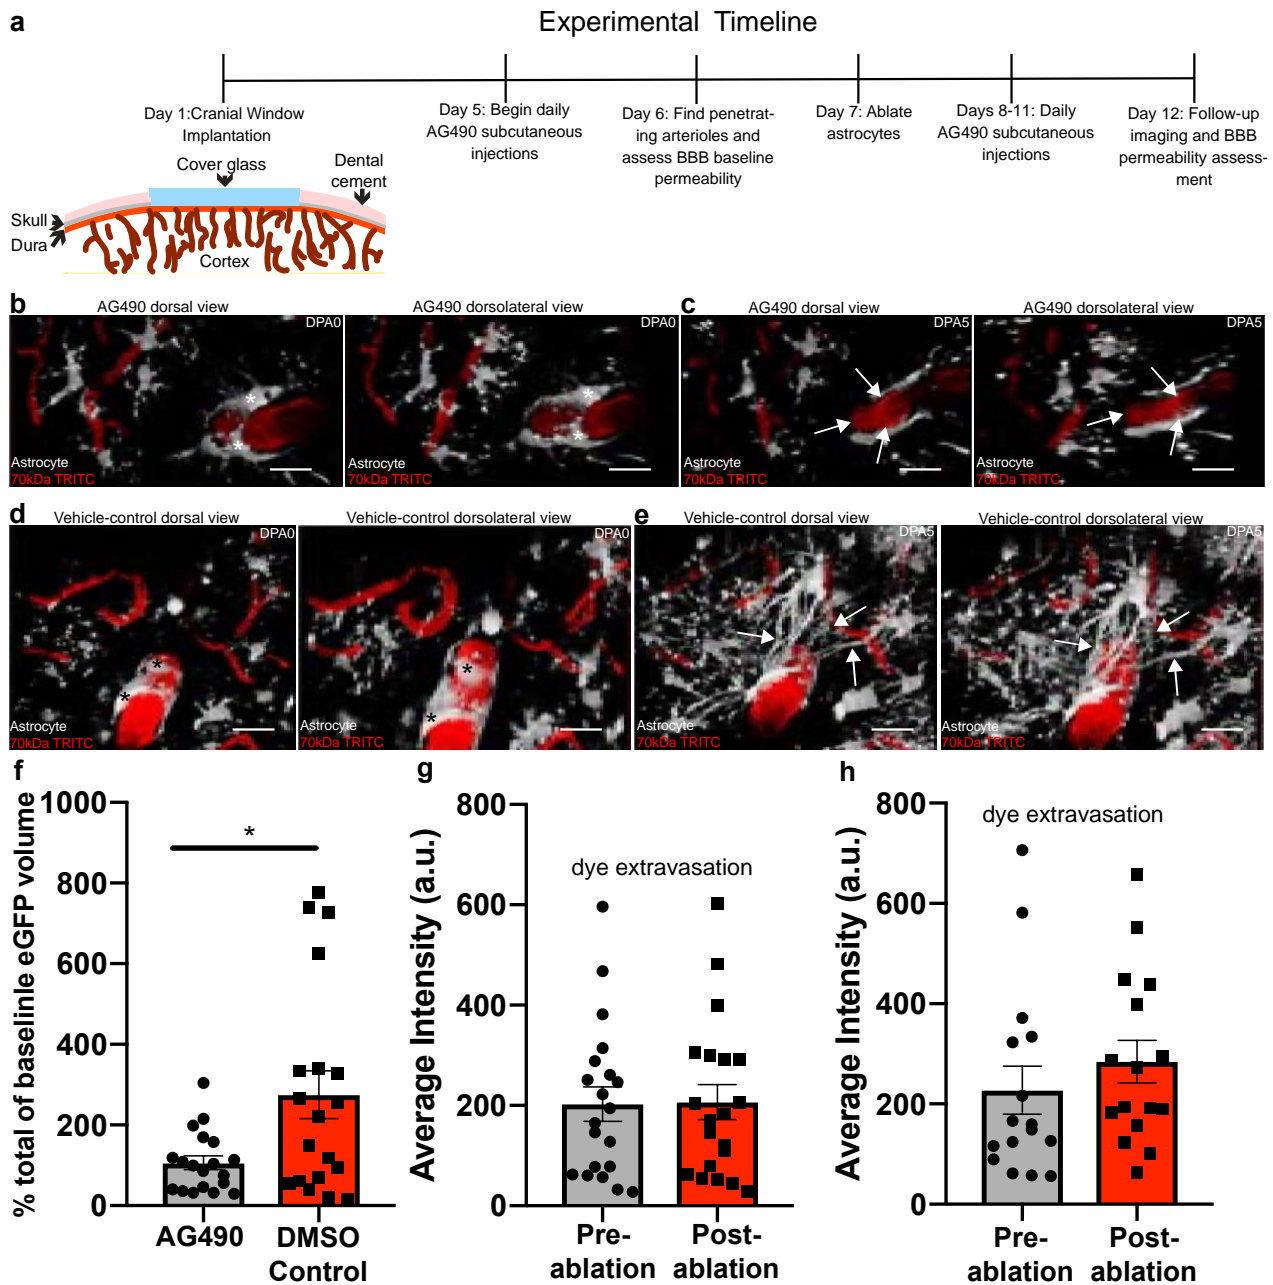 a
Experimental Timeline
Day 1:Cranial Window
Implantation
Day 5: Begin daily
AG490 subcutaneous
injections
Day 6: Find penetrat-
ing arterioles and
assess BBB baseline
permeability
Day 7: Ablate
astrocytes
Days 8-11: Daily
AG490 subcutaneous
injections
Day 12: Follow-up
imaging and BBB
permeability assess-
ment
Cover glass
Dental
cement
Skull
Dura
Cortex
b
AG490 dorsal view
DPA0
Astrocyte
70kDa TRITC
AG490 dorsolateral view
DPA0
Astrocyte
70kDa TRITC
c
AG490 dorsal view
DPA5
Astrocyte
70kDa TRITC
AG490 dorsolateral view
DPA5
Astrocyte
70kDa TRITC
d
Vehicle-control dorsal view
DPA0
Astrocyte
70kDa TRITC
Vehicle-control dorsolateral view
DPA0
Astrocyte
70kDa TRITC
e
Vehicle-control dorsal view
DPA5
Astrocyte
70kDa TRITC
Vehicle-control dorsolateral view
DPA5
Astrocyte
70kDa TRITC
f
% total of baselinle eGFP volume
1000
800
600
400
200
0
*
AG490
DMSO
Control
g
Average Intensity (a.u.)
800
600
400
200
0
dye extravasation
Pre-
ablation
Post-
ablation
h
Average Intensity (a.u.)
800
600
400
200
0
dye extravasation
Pre-
ablation
Post-
ablation